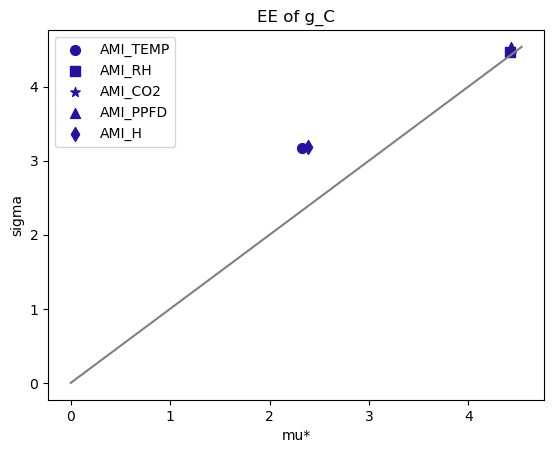 EE of g_C
AMI_TEMP
AMI_RH
AMI_CO2
AMI_PPFD
AMI_H
sigma
4
3
2
1
0
0 1 2 3 4
mu*